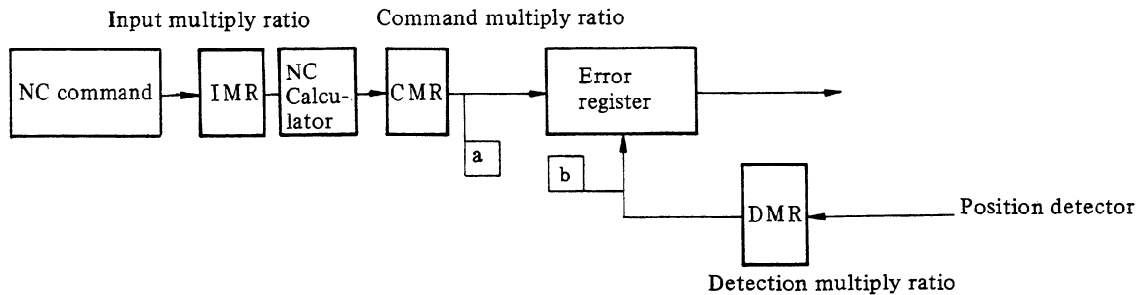 Input multiply ratio
Command multiply ratio
NC command
IMR
NC
Calcu-
lator
CMR
Error
register
a
b
DMR
Position detector
Detection multiply ratio